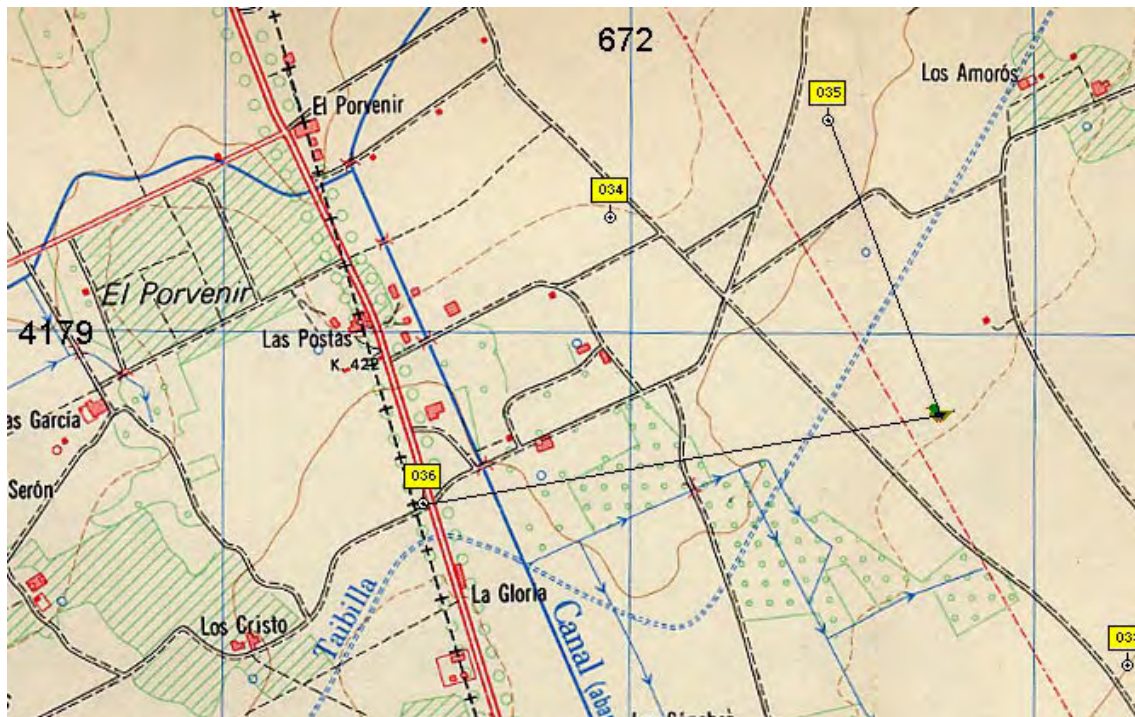 672
Los Amorós
035
El Porvenir
034
El Porvenir
4179
Las Postas
K. 422
as García
036
Serón
La Gloria
Taibilla
Canal (aba
Los Cristo